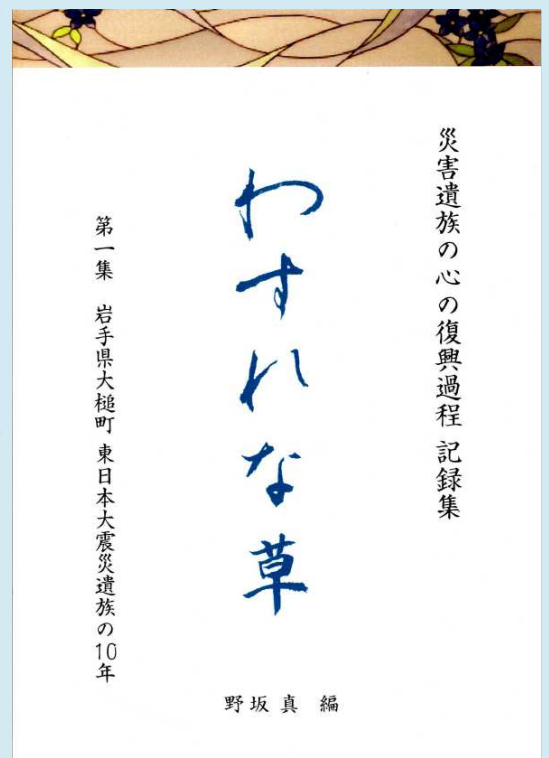 災害遺族の心の復興過程 記録集
わすれな草
第一集 岩手県大槌町 東日本大震災遺族の10年
野坂真 編